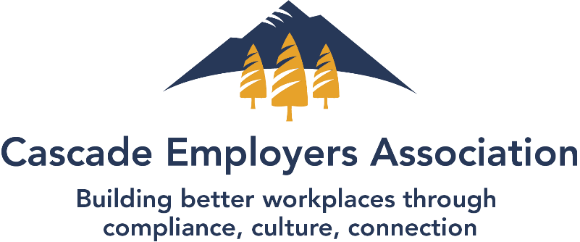 Cascade Employers Association
Building better workplaces through
compliance, culture, connection